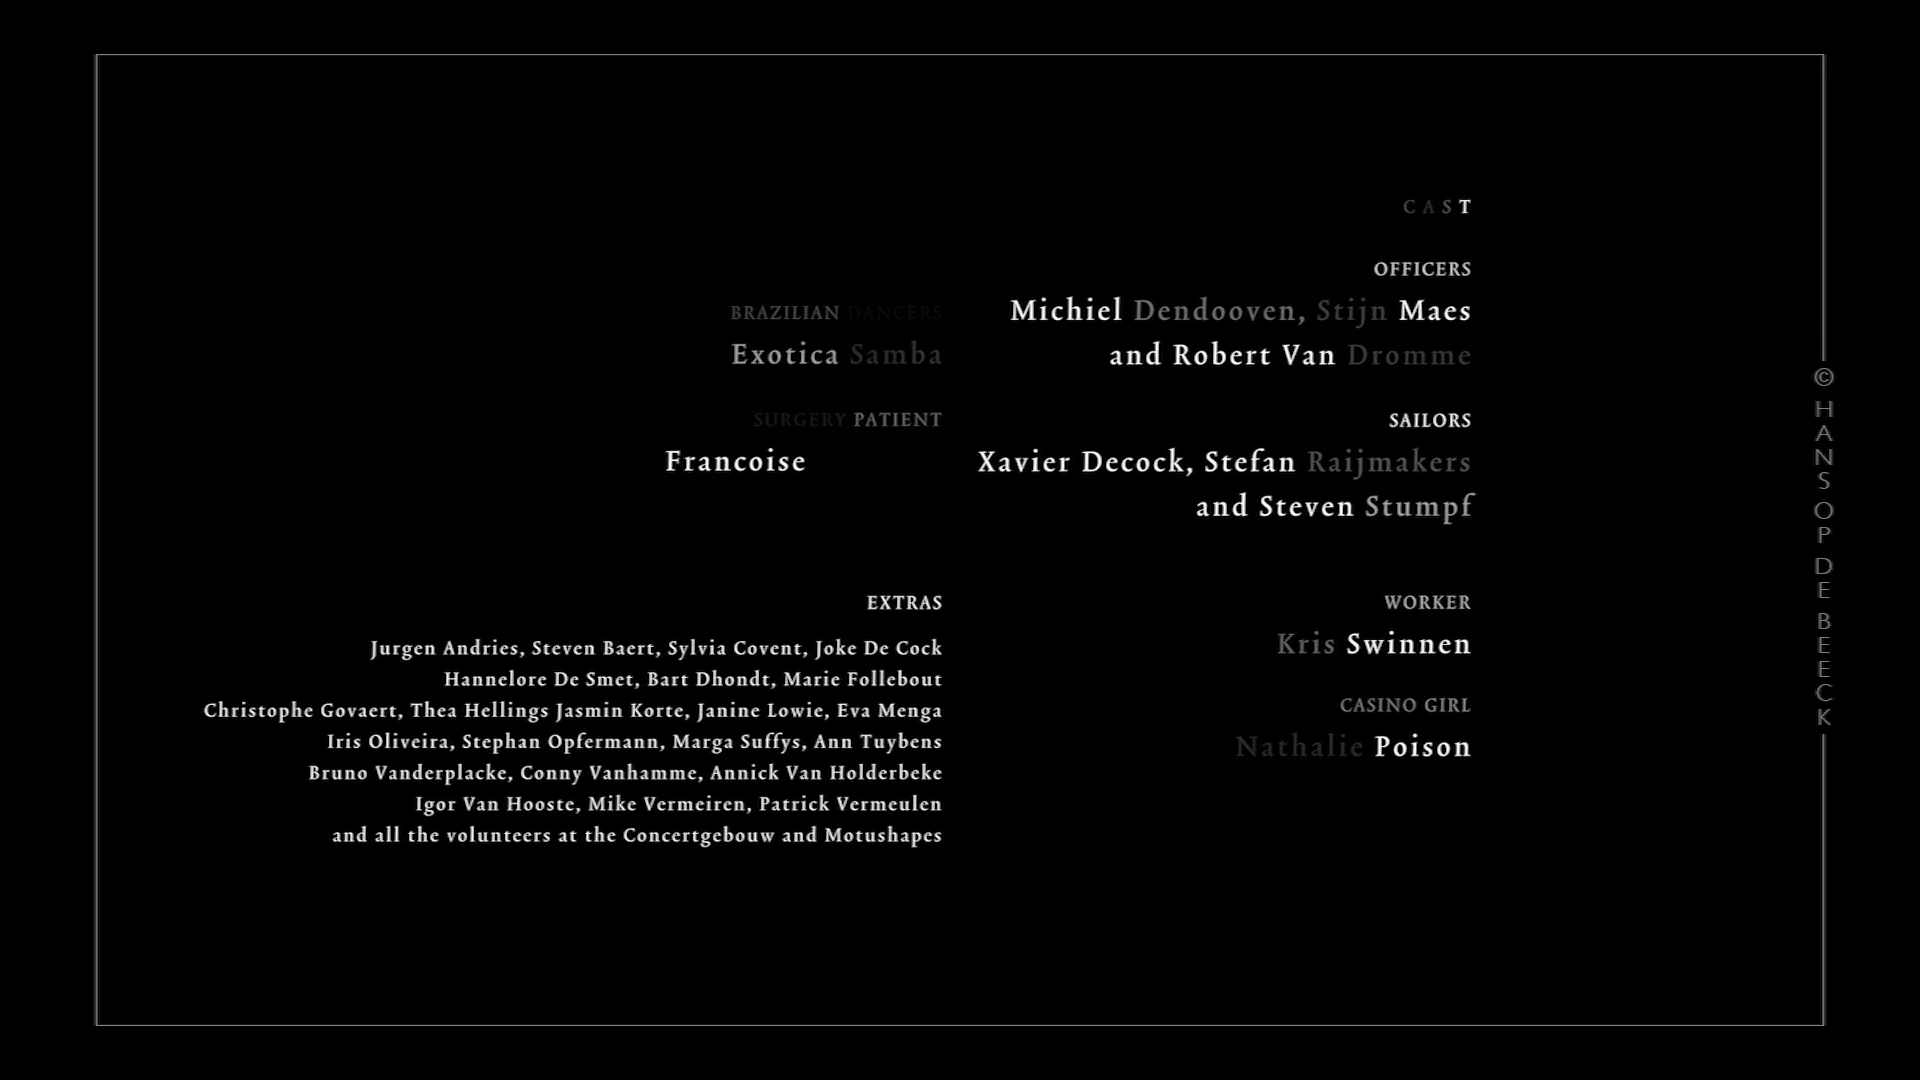 CAST
OFFICERS
Michiel Dendooven, Stijn Maes
and Robert Van Dromme
SAILORS
Xavier Decock, Stefan Raijmakers
and Steven Stumpf
WORKER
Kris Swinnen
CASINO GIRL
Nathalie Poison
BRAZILIAN DANCERS
Exotica Samba
SURGERY PATIENT
Francoise
EXTRAS
Jurgen Andries, Steven Baert, Sylvia Covent, Joke De Cock
Hannelore De Smet, Bart Dhondt, Marie Follebout
Christophe Govaert, Thea Hellings Jasmin Korte, Janine Lowie, Eva Menga
Iris Oliveira, Stephan Opfermann, Marga Suffys, Ann Tuybens
Bruno Vanderplacke, Conny Vanhamme, Annick Van Holderbeke
Igor Van Hooste, Mike Vermeiren, Patrick Vermeulen
and all the volunteers at the Concertgebouw and Motushapes
© HANS OP DE BEECK